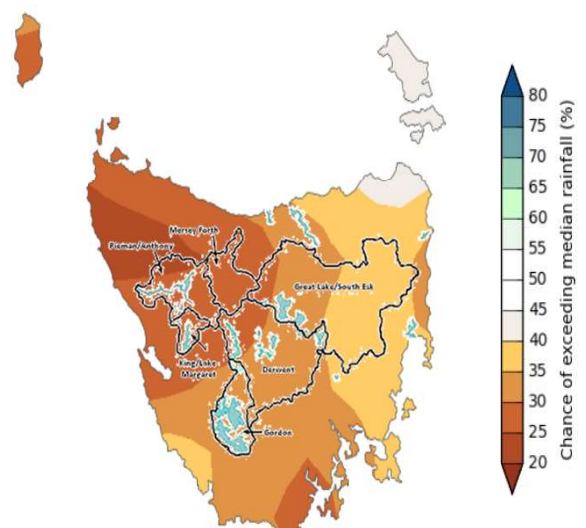 Mersey Forth
Pieman/Anthony
Great Lake/South Esk
King/Lake
Margaret
Derwent
Gordon
80
75
70
65
60
55
50
45
40
35
30
25
20
Chance of exceeding median rainfall (%)